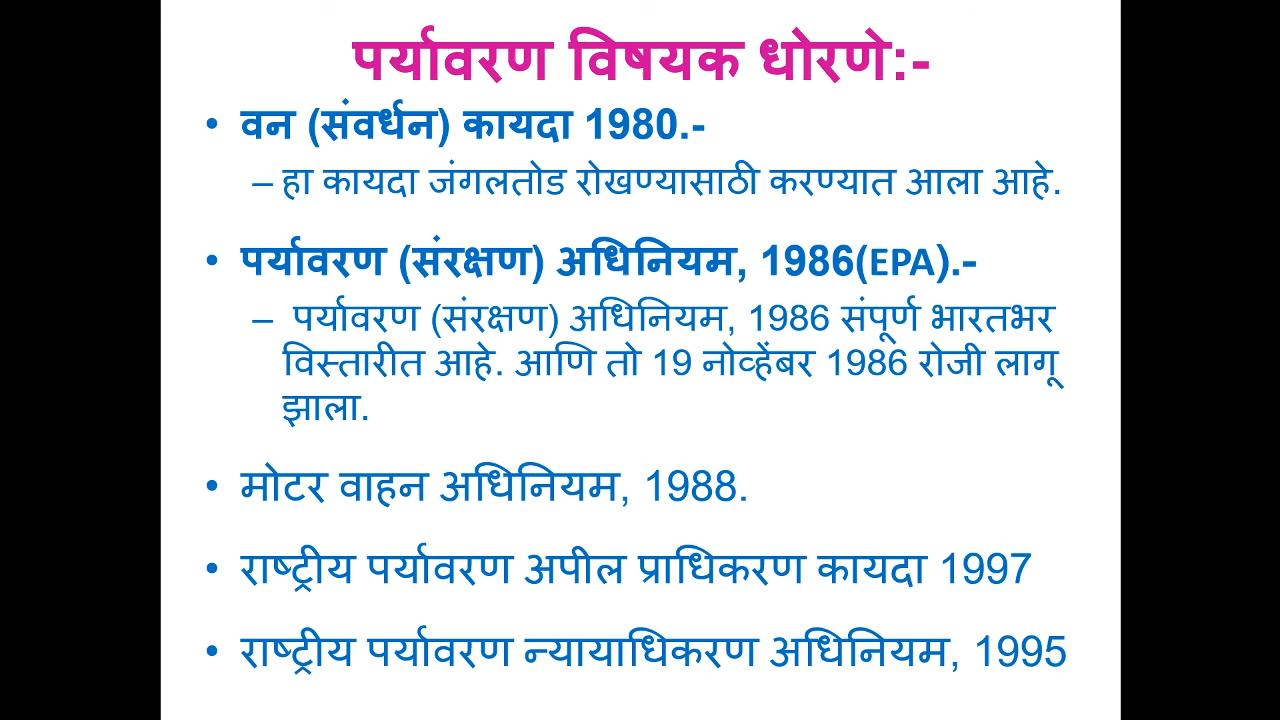 पर्यावरण विषयक धोरणे:-
• वन (संवर्धन) कायदा 1980.-
– हा कायदा जंगलतोड रोखण्यासाठी करण्यात आला आहे.
• पर्यावरण (संरक्षण) अधिनियम, 1986(EPA).-
– पर्यावरण (संरक्षण) अधिनियम, 1986 संपूर्ण भारतभर
विस्तारीत आहे. आणि तो 19 नोव्हेंबर 1986 रोजी लागू
झाला.
• मोटर वाहन अधिनियम, 1988.
• राष्ट्रीय पर्यावरण अपील प्राधिकरण कायदा 1997
• राष्ट्रीय पर्यावरण न्यायाधिकरण अधिनियम, 1995